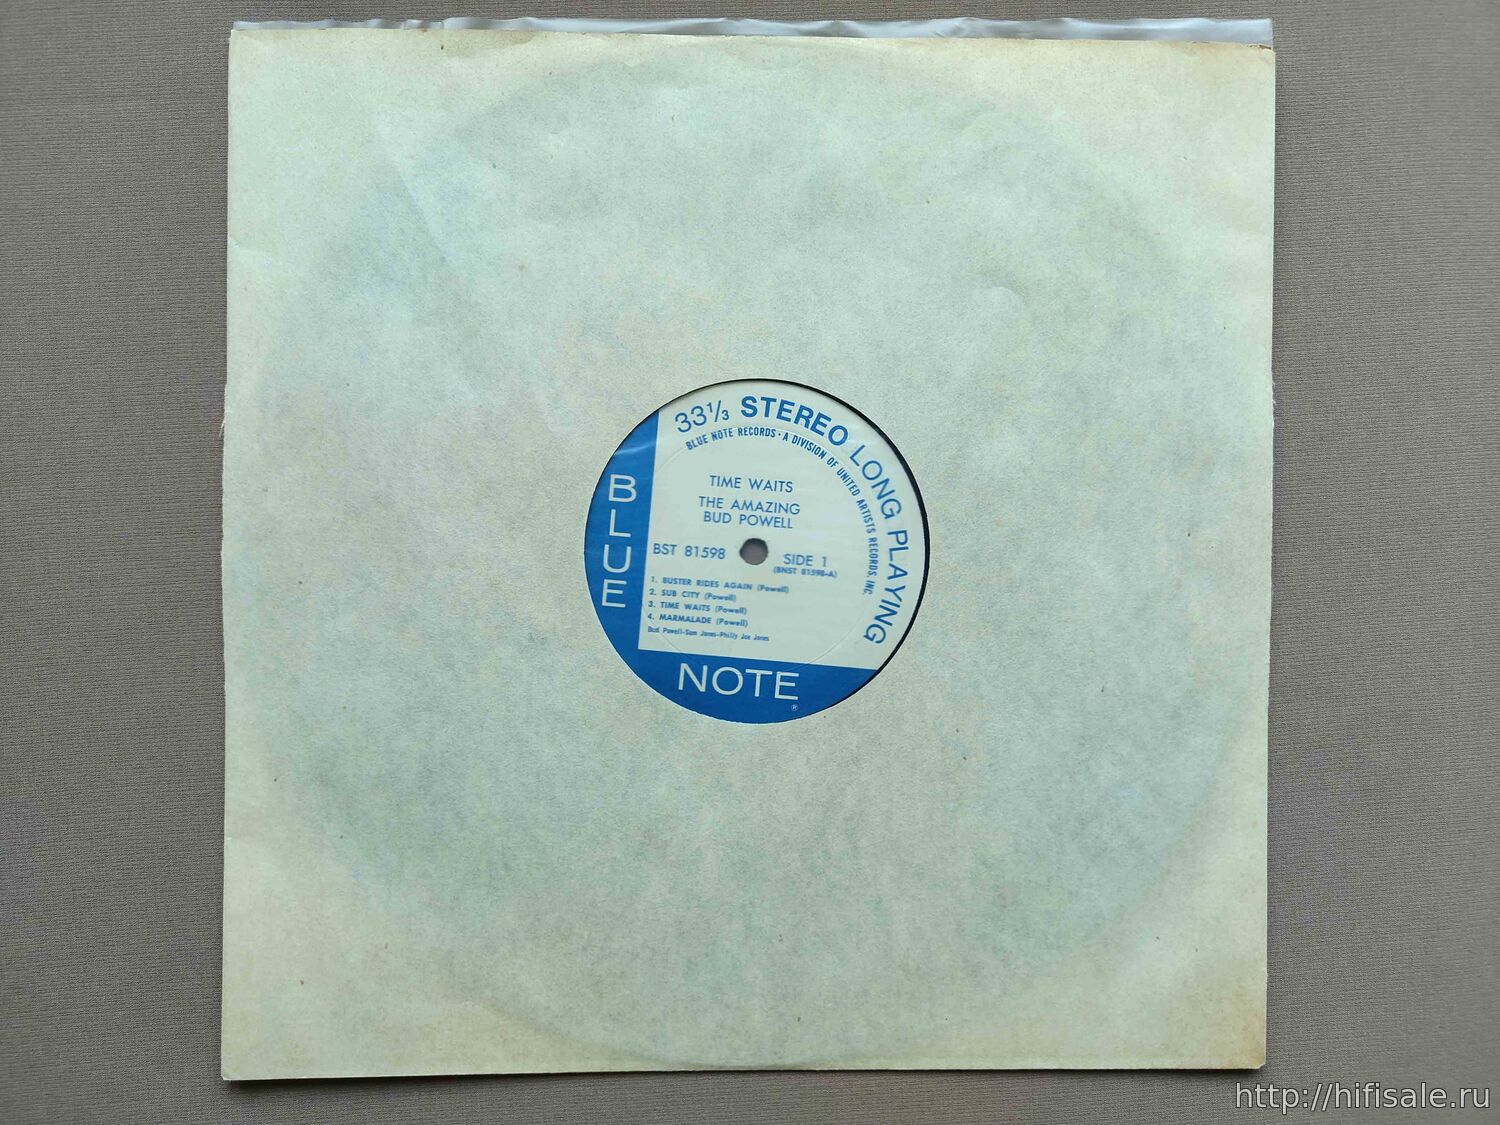 33⅓ STEREO LONG PLAYING
BLUE NOTE RECORDS · A DIVISION OF UNITED ARTISTS RECORDS, INC.
TIME WAITS
THE AMAZING
BUD POWELL
BST 81598
SIDE 1
(BNST 81598-A)
1. BUSTER RIDES AGAIN (Powell)
2. SUB CITY (Powell)
3. TIME WAITS (Powell)
4. MARMALADE (Powell)
Bud Powell-Sam Jones-Philly Joe Jones
BLUE
NOTE
®
http://hifisale.ru